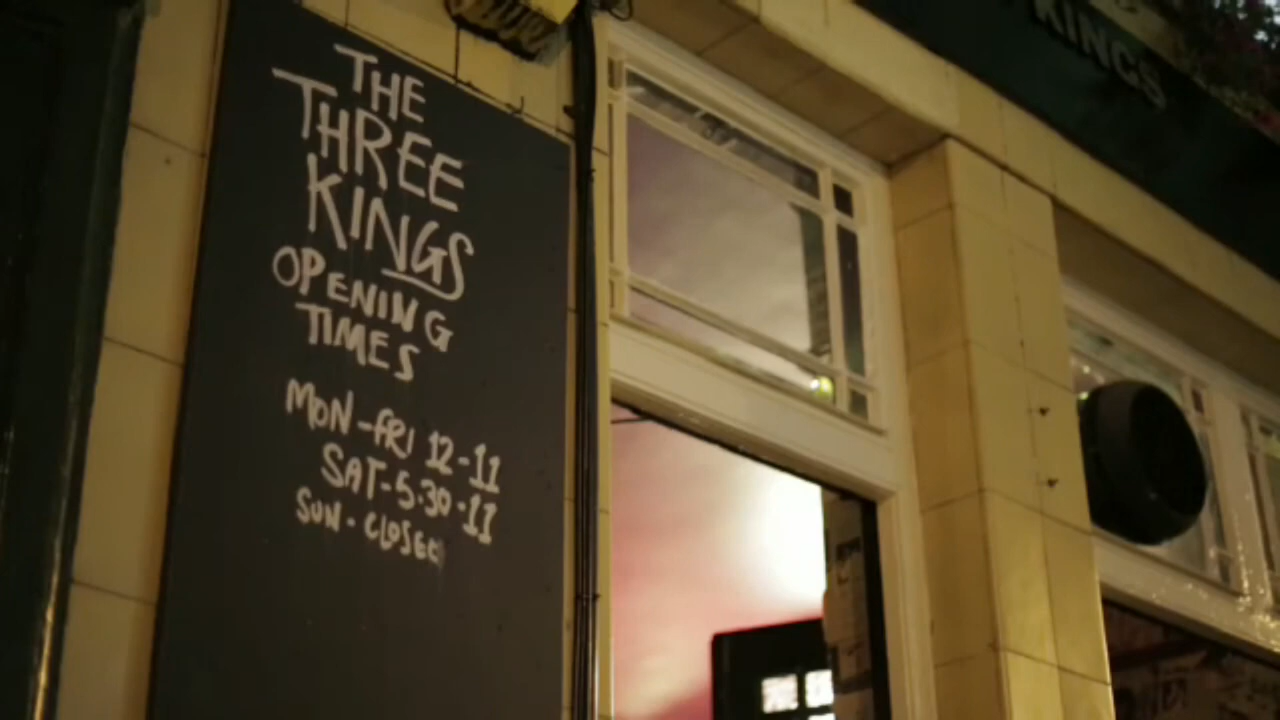 THE
THREE
KINGS
OPENING
TIMES
MON-FRI 12-11
SAT-5.30-11
SUN-CLOSED
KINGS